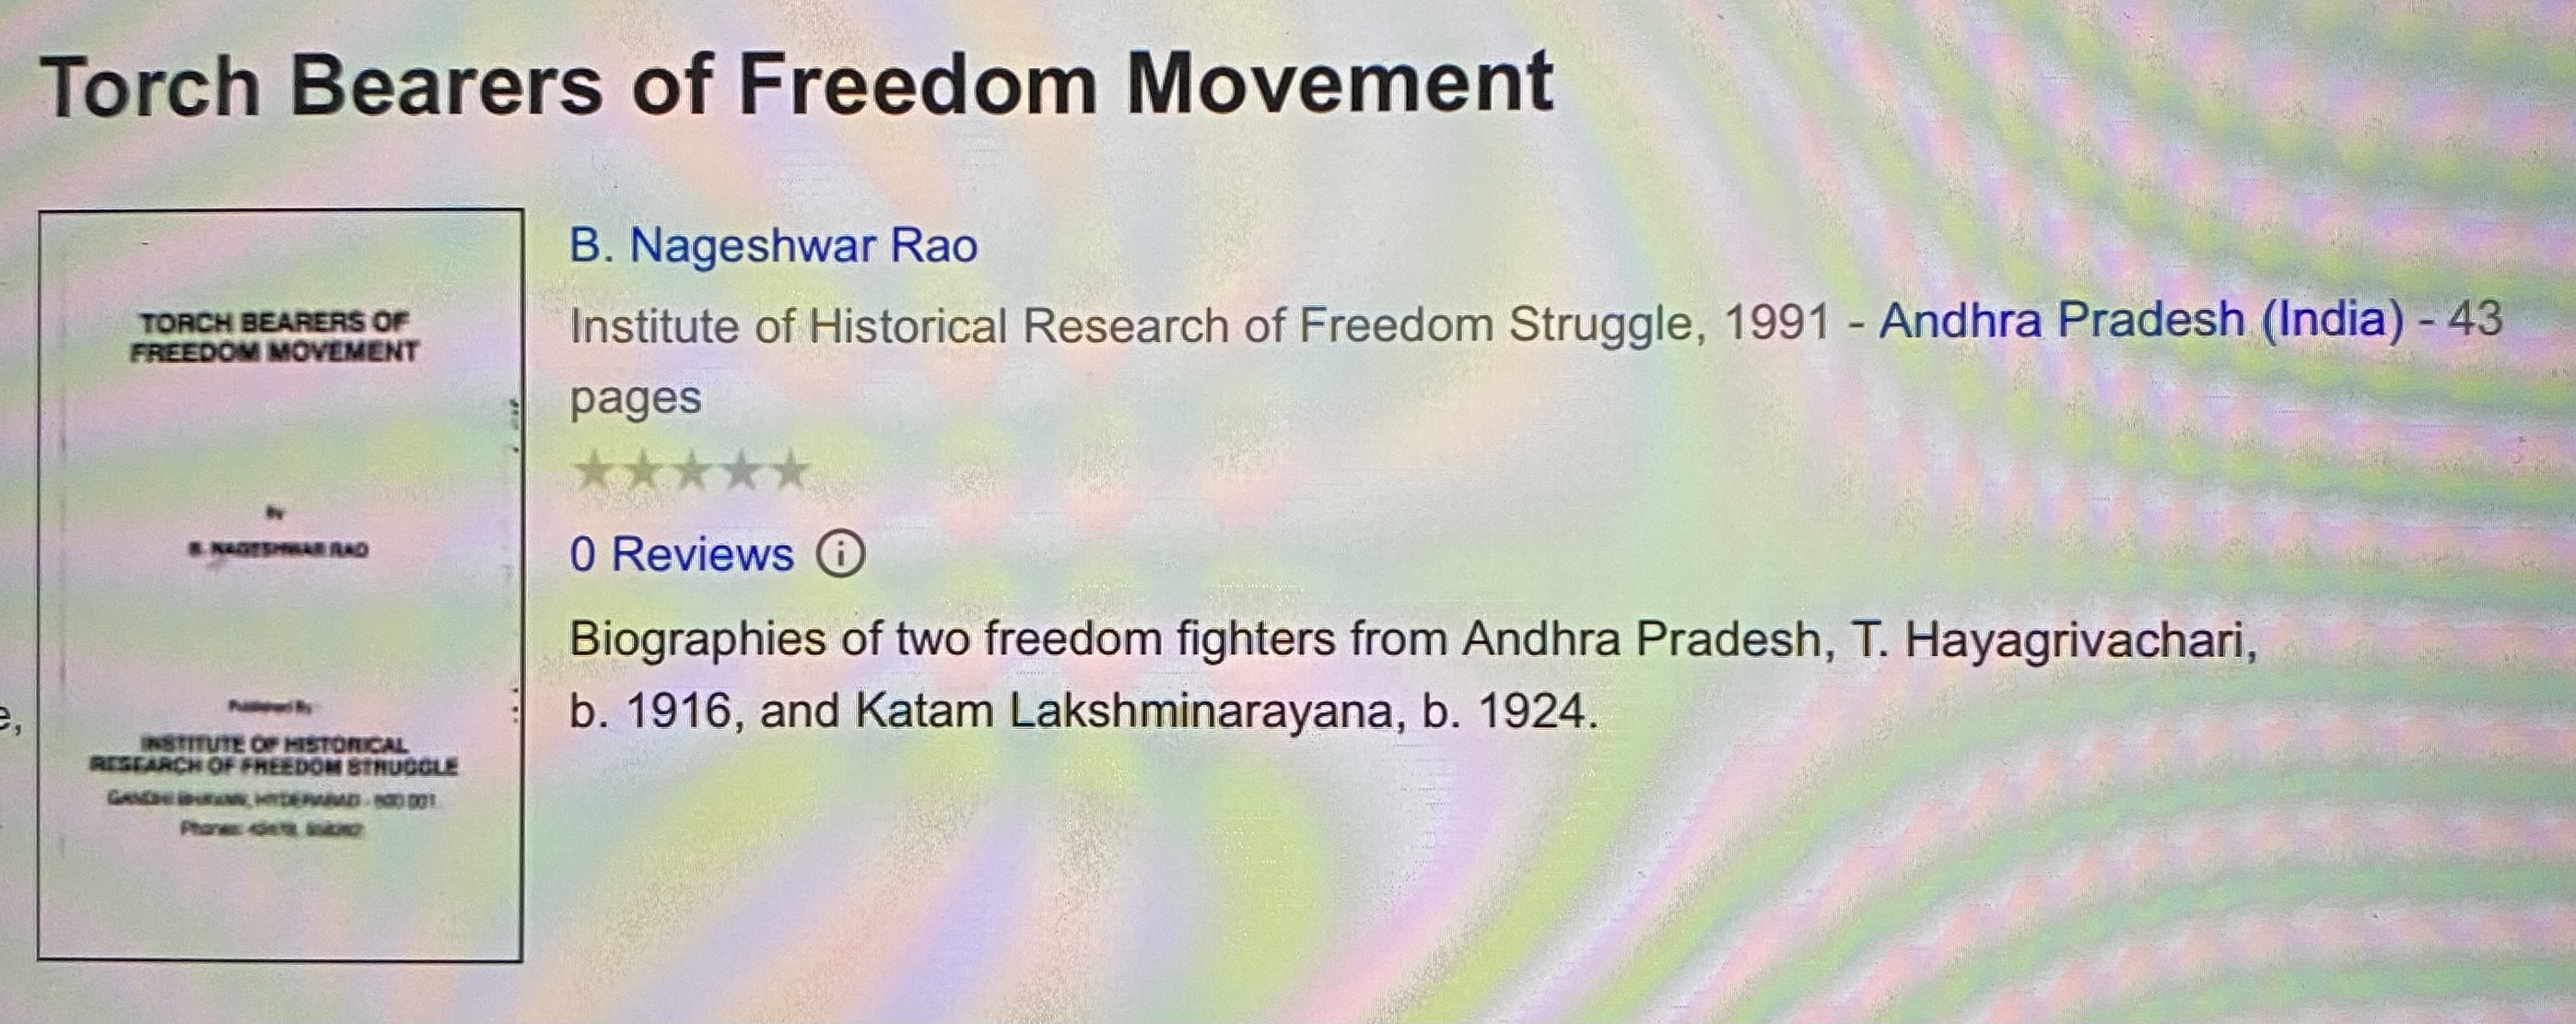 Torch Bearers of Freedom Movement
TORCH BEARERS OF
FREEDOM MOVEMENT
By
B. NAGESHWAR RAO
Published By
INSTITUTE OF HISTORICAL
RESEARCH OF FREEDOM STRUGGLE
GANDHI BHAVAN, HYDERABAD - 500 001
Phones:
e,
B. Nageshwar Rao
Institute of Historical Research of Freedom Struggle, 1991 - Andhra Pradesh (India) - 43
pages
★★★★★
0 Reviews ⓘ
Biographies of two freedom fighters from Andhra Pradesh, T. Hayagrivachari,
b. 1916, and Katam Lakshminarayana, b. 1924.